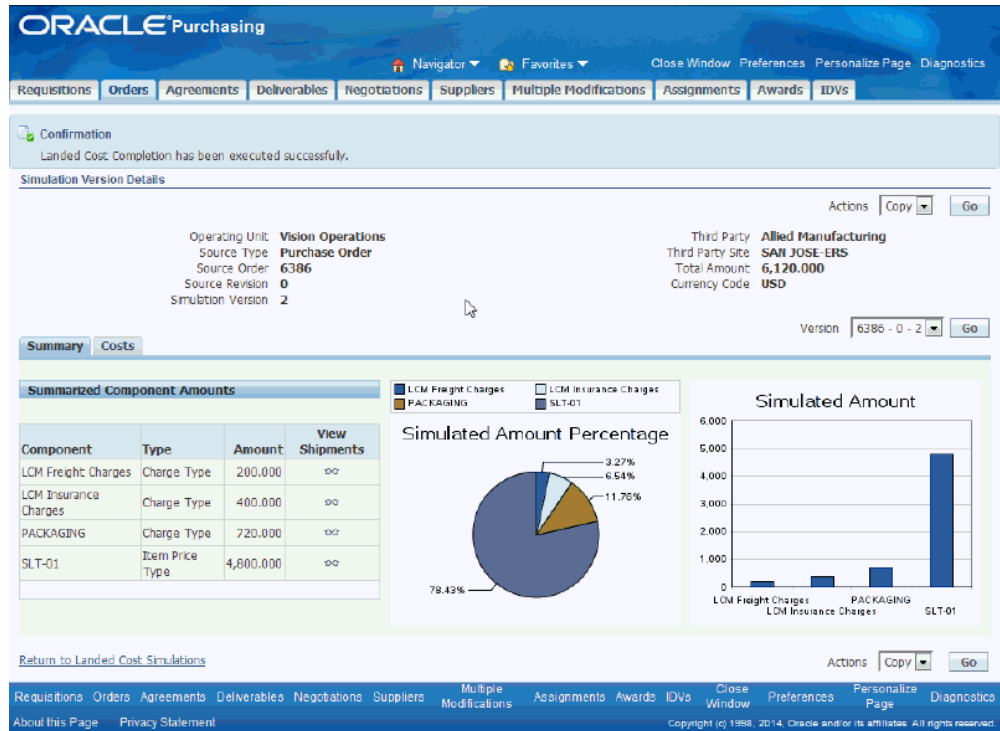 ORACLE® Purchasing
Navigator Favorites Close Window Preferences Personalize Page Diagnostics
Requisitions Orders Agreements Deliverables Negotiations Suppliers Multiple Modifications Assignments Awards IDVs
Confirmation
Landed Cost Completion has been executed successfully.
Simulation Version Details
Actions Copy Go
Operating Unit Vision Operations Third Party Allied Manufacturing
Source Type Purchase Order Third Party Site SAN JOSE-ERS
Source Order 6386 Total Amount 6,120.000
Source Revision 0 Currency Code USD
Simulation Version 2
Version 6386 - 0 - 2 Go
Summary Costs
Summarized Component Amounts
Component Type Amount View Shipments
LCM Freight Charges Charge Type 200.000
LCM Insurance Charges Charge Type 400.000
PACKAGING Charge Type 720.000
SLT-01 Item Price Type 4,800.000
LCM Freight Charges LCM Insurance Charges
PACKAGING SLT-01
Simulated Amount Percentage
3.27%
6.54%
11.76%
78.43%
Simulated Amount
6,000
5,000
4,000
3,000
2,000
1,000
0
LCM Freight Charges PACKAGING
LCM Insurance Charges SLT-01
Return to Landed Cost Simulations Actions Copy Go
Requisitions Orders Agreements Deliverables Negotiations Suppliers Multiple Modifications Assignments Awards IDVs Close Window Preferences Personalize Page Diagnostics
About this Page Privacy Statement Copyright (c) 1998, 2014, Oracle and/or its affiliates. All rights reserved.